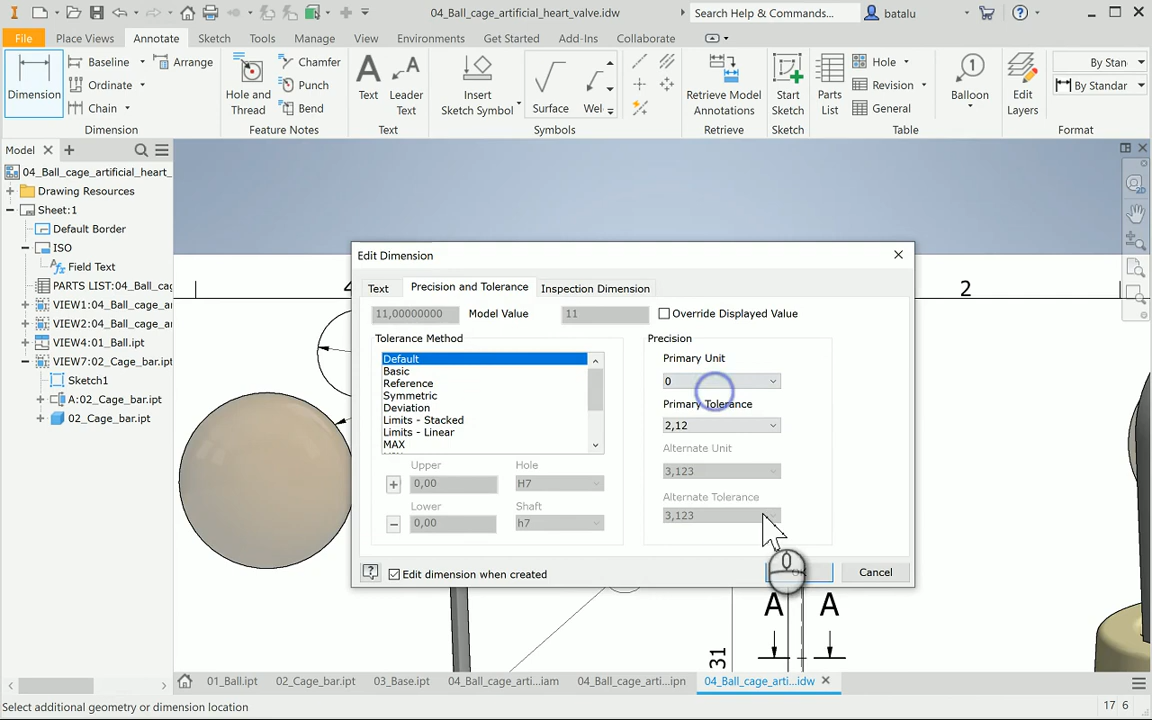 04_Ball_cage_artificial_heart_valve.idw
Search Help & Commands...
batalu
File Place Views Annotate Sketch Tools Manage View Environments Get Started Add-Ins Collaborate
Dimension
Baseline
Ordinate
Chain
Arrange
Dimension
Hole and Thread
Chamfer
Punch
Bend
Feature Notes
Text
Leader Text
Text
Insert Sketch Symbol
Surface
Wel
Symbols
Retrieve Model Annotations
Retrieve
Start Sketch
Sketch
Parts List
Hole
Revision
General
Table
Balloon
Edit Layers
By Stan
By Standar
Format
Model
04_Ball_cage_artificial_heart_
Drawing Resources
Sheet:1
Default Border
ISO
Field Text
PARTS LIST:04_Ball_cag
VIEW1:04_Ball_cage_ar
VIEW2:04_Ball_cage_ar
VIEW4:01_Ball.ipt
VIEW7:02_Cage_bar.ipt
Sketch1
A:02_Cage_bar.ipt
02_Cage_bar.ipt
2
Edit Dimension
Text Precision and Tolerance Inspection Dimension
11,00000000 Model Value 11 Override Displayed Value
Tolerance Method
Default
Basic
Reference
Symmetric
Deviation
Limits - Stacked
Limits - Linear
MAX
Upper
0,00
Lower
0,00
Hole
H7
Shaft
h7
Precision
Primary Unit
0
Primary Tolerance
2,12
Alternate Unit
3,123
Alternate Tolerance
3,123
Edit dimension when created
Cancel
A A
31
01_Ball.ipt 02_Cage_bar.ipt 03_Base.ipt 04_Ball_cage_arti...iam 04_Ball_cage_arti...ipn 04_Ball_cage_arti...idw
Select additional geometry or dimension location
17 6